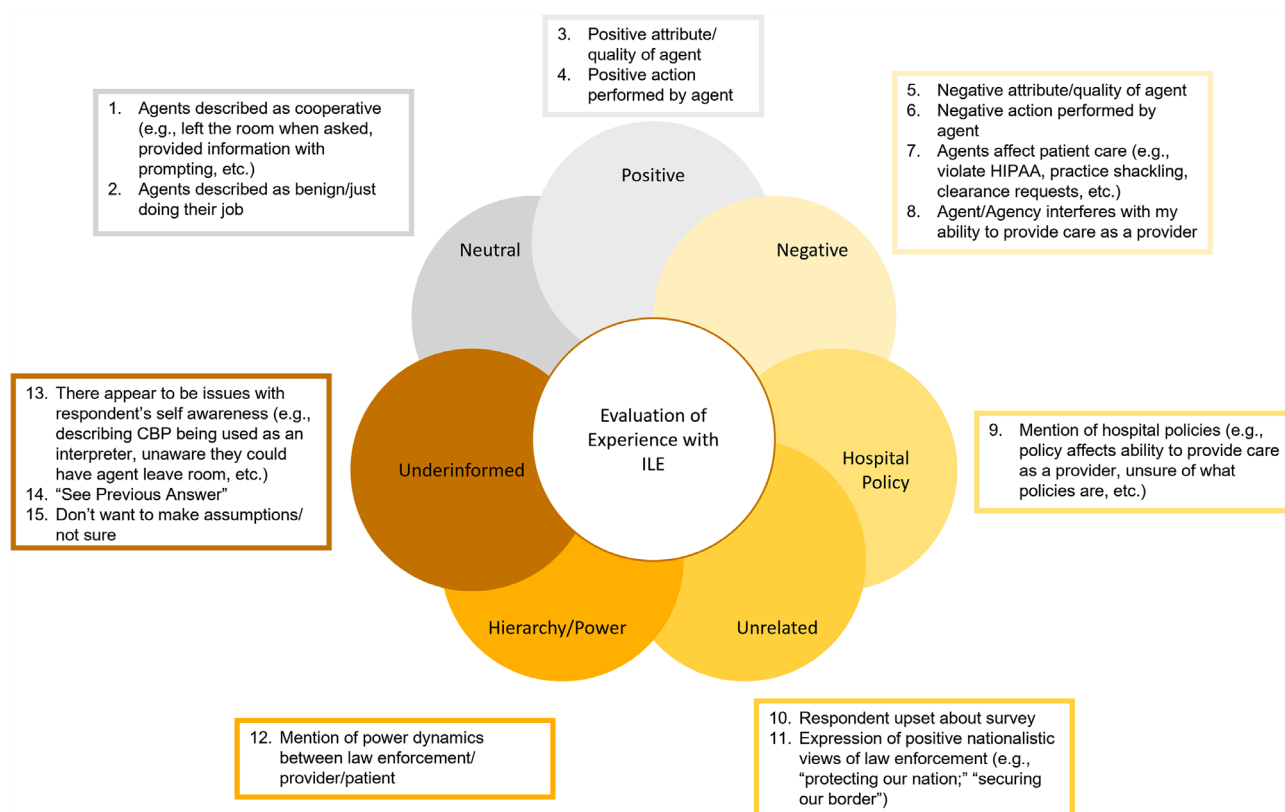 3. Positive attribute/
quality of agent
4. Positive action
performed by agent
1. Agents described as cooperative
(e.g., left the room when asked,
provided information with
prompting, etc.)
2. Agents described as benign/just
doing their job
5. Negative attribute/quality of agent
6. Negative action performed by
agent
7. Agents affect patient care (e.g.,
violate HIPAA, practice shackling,
clearance requests, etc.)
8. Agent/Agency interferes with my
ability to provide care as a provider
Positive
Neutral
Negative
13. There appear to be issues with
respondent’s self awareness (e.g.,
describing CBP being used as an
interpreter, unaware they could
have agent leave room, etc.)
14. “See Previous Answer”
15. Don’t want to make assumptions/
not sure
Underinformed
Evaluation of
Experience with
ILE
Hospital
Policy
9. Mention of hospital policies (e.g.,
policy affects ability to provide care
as a provider, unsure of what
policies are, etc.)
Hierarchy/Power
Unrelated
12. Mention of power dynamics
between law enforcement/
provider/patient
10. Respondent upset about survey
11. Expression of positive nationalistic
views of law enforcement (e.g.,
“protecting our nation;” “securing
our border”)